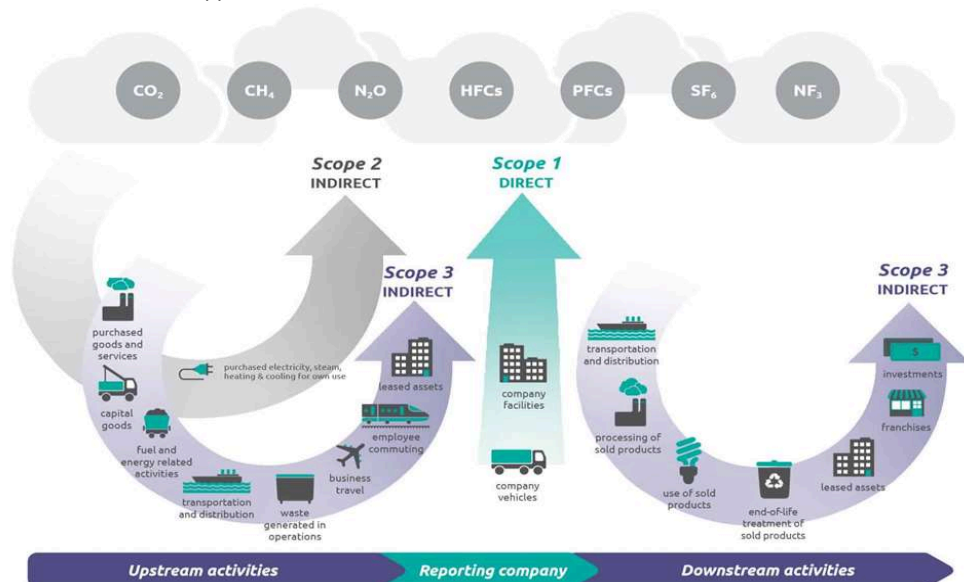 CO₂ CH₄ N₂O HFCs PFCs SF₆ NF₃
Scope 2
INDIRECT
Scope 1
DIRECT
Scope 3
INDIRECT
Scope 3
INDIRECT
purchased
goods and
services
capital
goods
fuel and
energy related
activities
transportation
and distribution
waste
generated in
operations
business
travel
employee
commuting
leased assets
purchased electricity, steam,
heating & cooling for own use
company
facilities
company
vehicles
transportation
and distribution
processing of
sold products
use of sold
products
end-of-life
treatment of
sold products
leased assets
franchises
$
investments
Upstream activities
Reporting company
Downstream activities